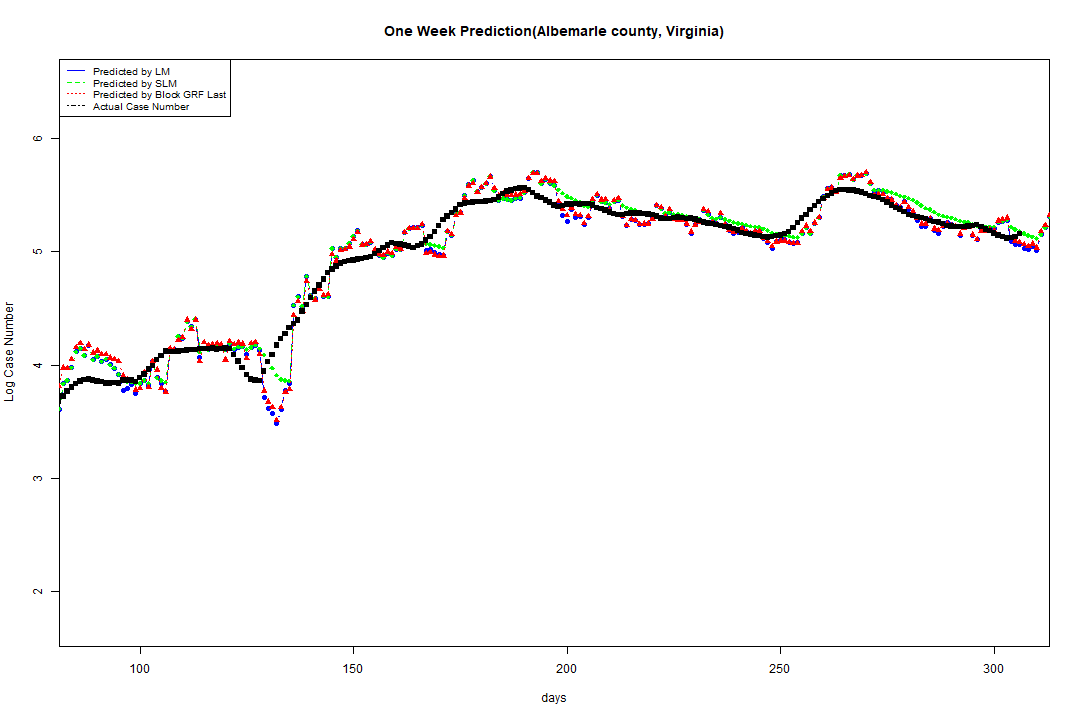 One Week Prediction(Albemarle county, Virginia)
Predicted by LM
Predicted by SLM
Predicted by Block GRF Last
Actual Case Number
6
5
4
3
2
Log Case Number
100 150 200 250 300
days